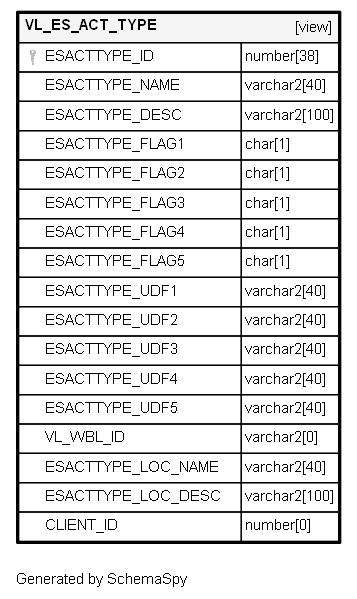 VL_ES_ACT_TYPE [view]
ESACTTYPE_ID number[38]
ESACTTYPE_NAME varchar2[40]
ESACTTYPE_DESC varchar2[100]
ESACTTYPE_FLAG1 char[1]
ESACTTYPE_FLAG2 char[1]
ESACTTYPE_FLAG3 char[1]
ESACTTYPE_FLAG4 char[1]
ESACTTYPE_FLAG5 char[1]
ESACTTYPE_UDF1 varchar2[40]
ESACTTYPE_UDF2 varchar2[40]
ESACTTYPE_UDF3 varchar2[40]
ESACTTYPE_UDF4 varchar2[40]
ESACTTYPE_UDF5 varchar2[40]
VL_WBL_ID varchar2[0]
ESACTTYPE_LOC_NAME varchar2[40]
ESACTTYPE_LOC_DESC varchar2[100]
CLIENT_ID number[0]
Generated by SchemaSpy